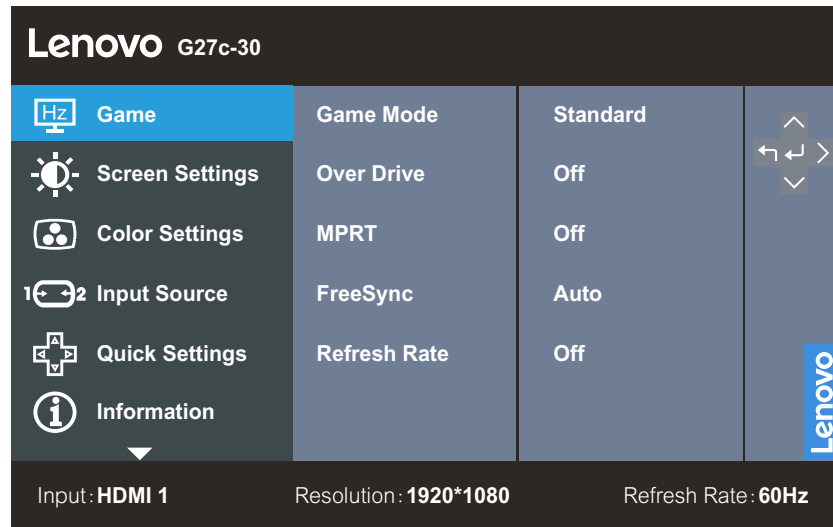 Lenovo G27c-30
Hz Game Game Mode Standard
Screen Settings Over Drive Off
Color Settings MPRT Off
1 2 Input Source FreeSync Auto
Quick Settings Refresh Rate Off
i Information
Lenovo
Input: HDMI 1 Resolution: 1920*1080 Refresh Rate: 60Hz